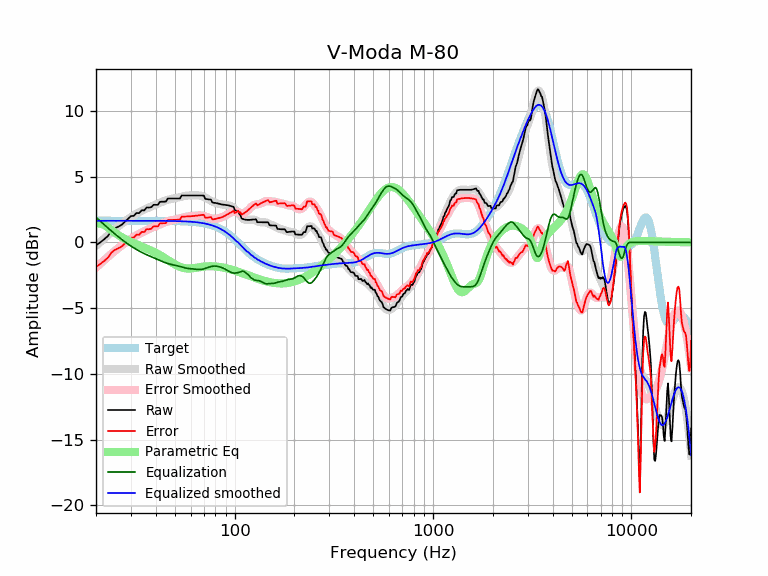 V-Moda M-80
10
5
0
−5
−10
−15
−20
Amplitude (dBr)
Target
Raw Smoothed
Error Smoothed
Raw
Error
Parametric Eq
Equalization
Equalized smoothed
100 1000 10000
Frequency (Hz)